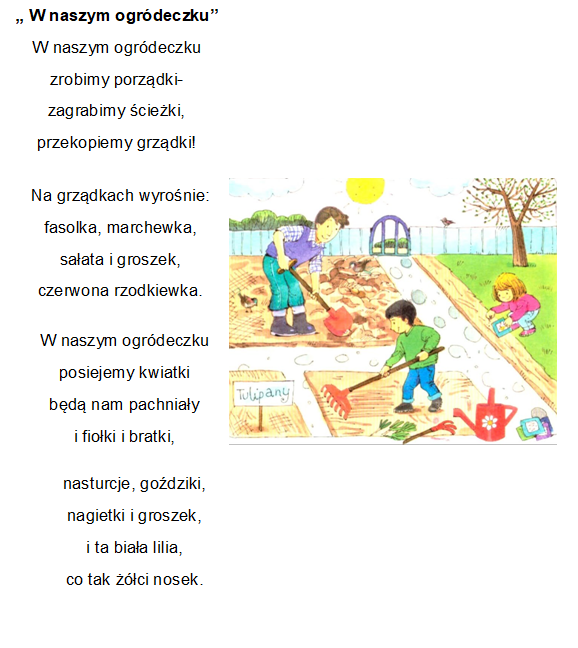 „ W naszym ogródeczku”
W naszym ogródeczku
zrobimy porządki-
zagrabimy ścieżki,
przekopiemy grządki!
Na grządkach wyrośnie:
fasolka, marchewka,
sałata i groszek,
czerwona rzodkiewka.
W naszym ogródeczku
posiejemy kwiatki
będą nam pachniały
i fiołki i bratki,
nasturcje, goździki,
nagietki i groszek,
i ta biała lilia,
co tak żółci nosek.
Tulipany